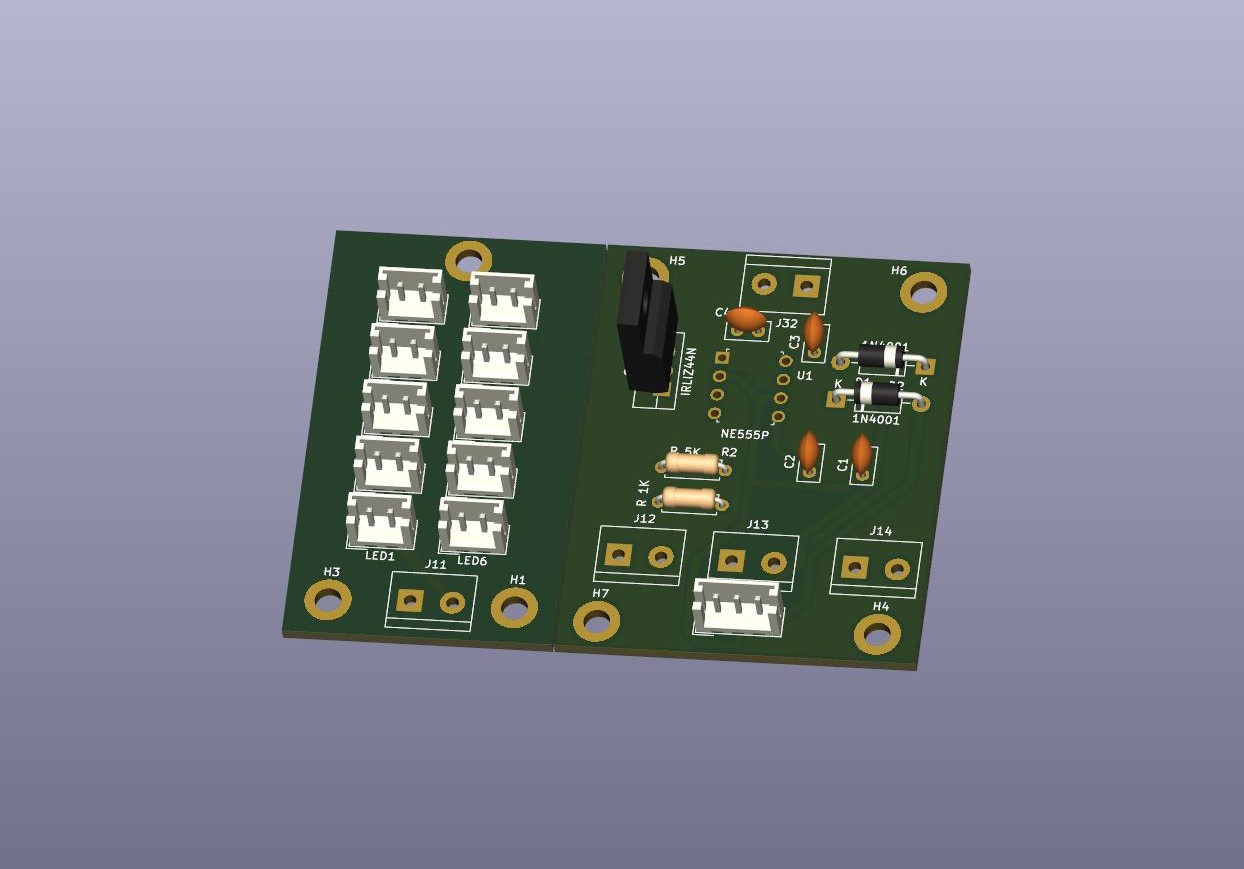 H5
H6
J32
C3
1N4001
IRLIZ44N
U1
K
K
1N4001
NE555P
R 5K
R2
C2
C1
R 1K
J12
J13
J14
LED1
LED6
J11
H3
H1
H7
H4